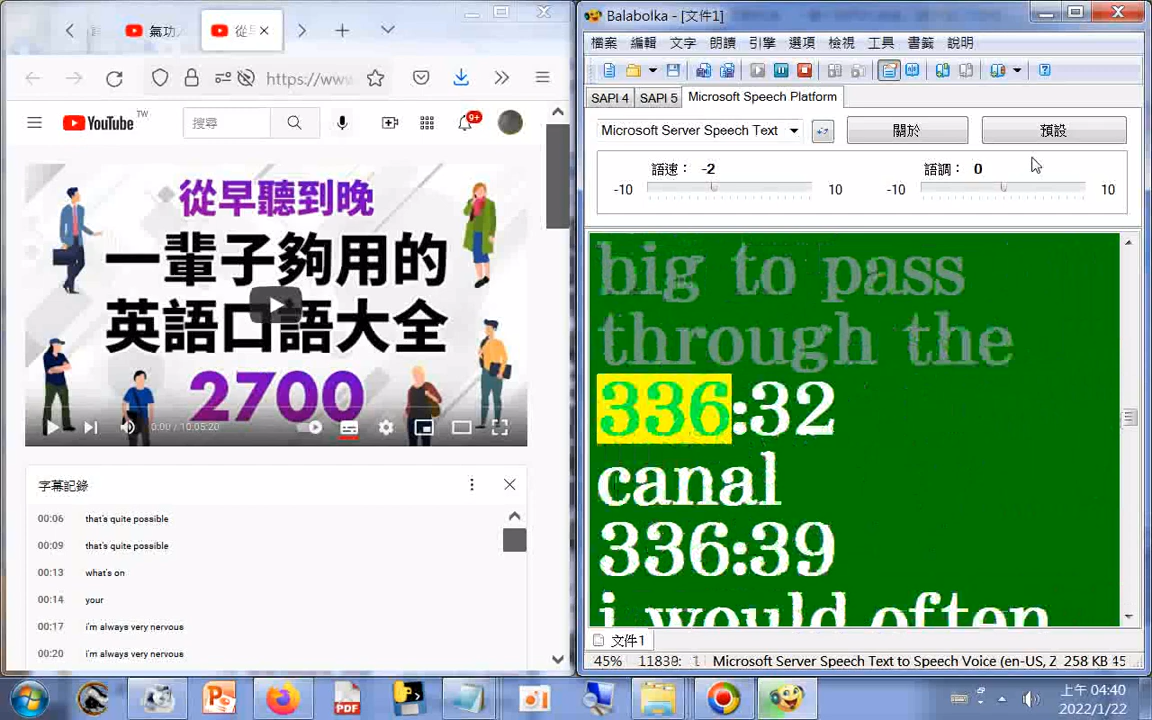 氣功
從
https://www
YouTube TW
搜尋
9+
從早聽到晚
一輩子夠用的
英語口語大全
2700
0:00 / 10:05:20
字幕記錄
00:06 that's quite possible
00:09 that's quite possible
00:13 what's on
00:14 your
00:17 i'm always very nervous
00:20 i'm always very nervous
Balabolka - [文件1]
檔案 編輯 文字 朗讀 引擎 選項 檢視 工具 書籤 說明
SAPI 4 SAPI 5 Microsoft Speech Platform
Microsoft Server Speech Text 關於 預設
語速： -2 語調： 0
-10 10 -10 10
big to pass
through the
336:32
canal
336:39
i would often
文件1
45% Microsoft Server Speech Text to Speech Voice (en-US, Z 258 KB 45
PDF
上午 04:40
2022/1/22